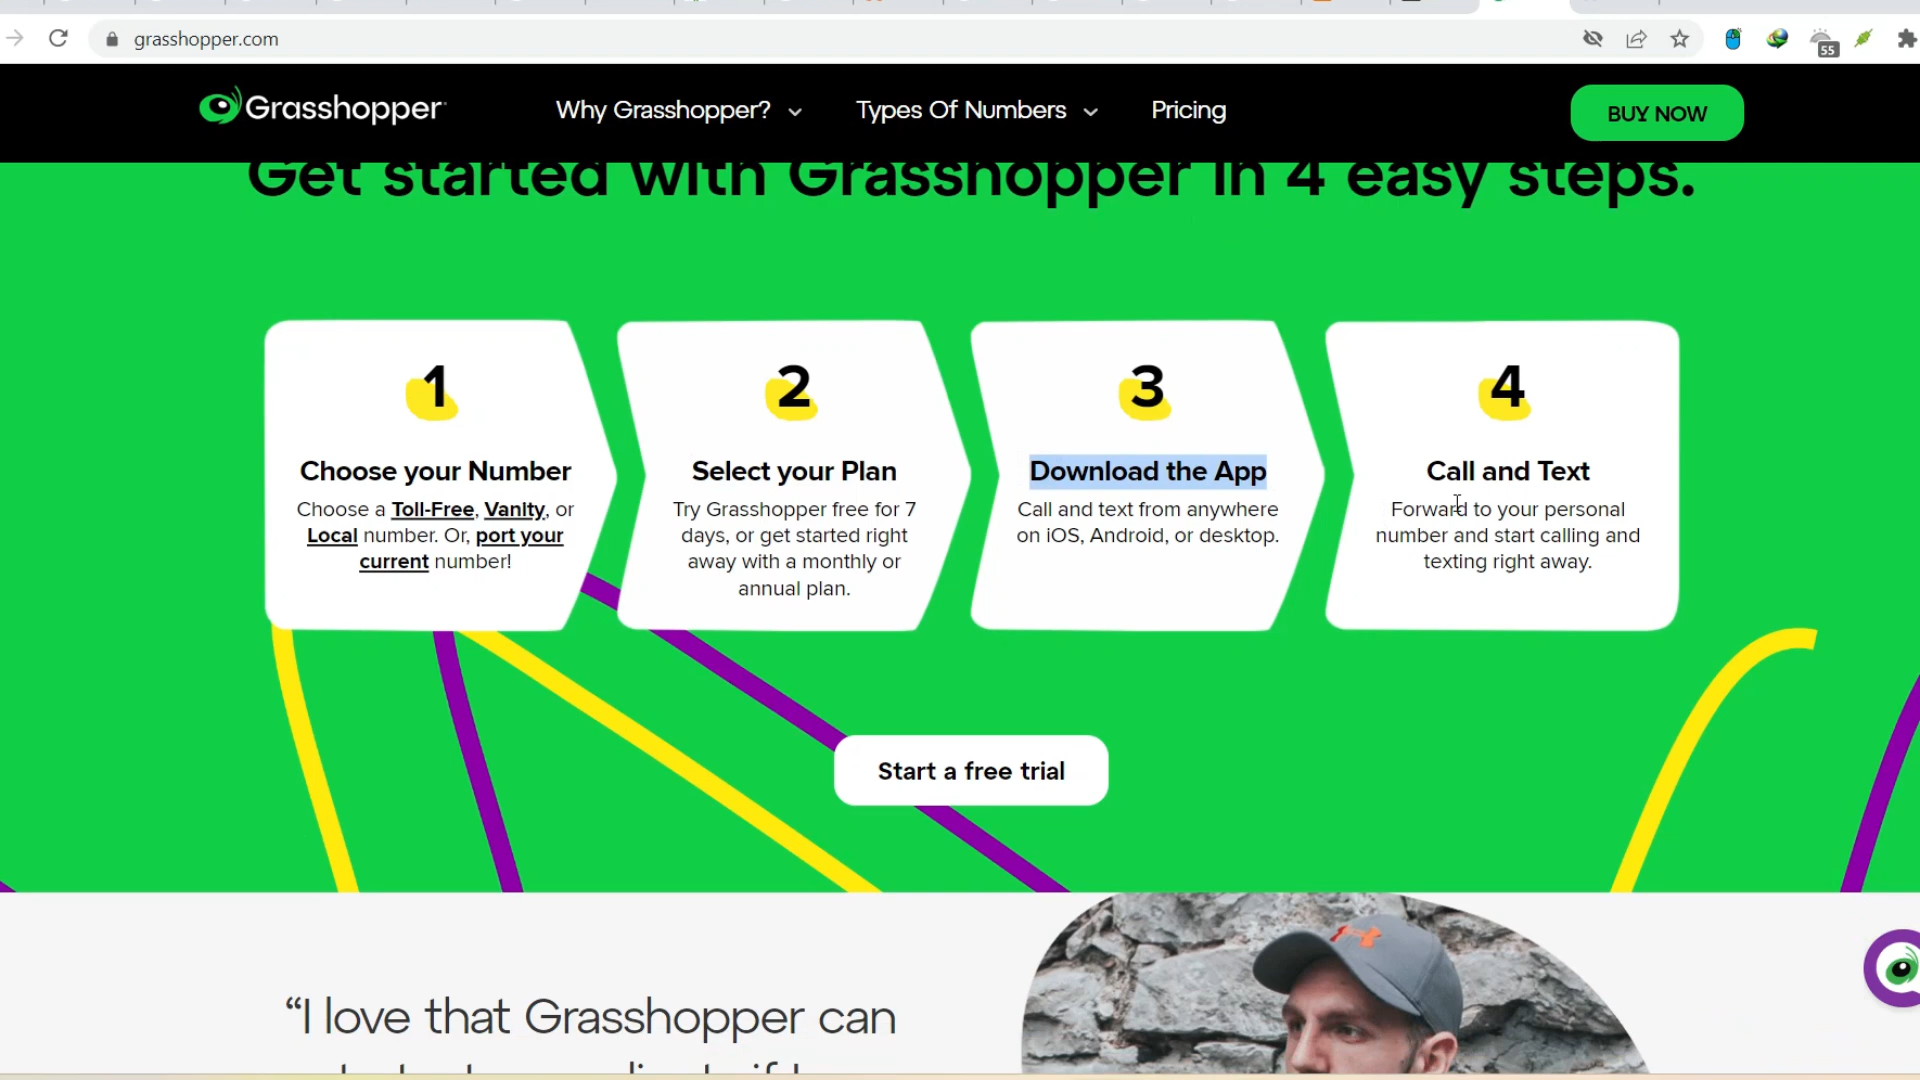 grasshopper.com
55
Grasshopper
Why Grasshopper?
Types Of Numbers
Pricing
BUY NOW
Get started with Grasshopper in 4 easy steps.
1
Choose your Number
Choose a Toll-Free, Vanity, or
Local number. Or, port your
current number!
2
Select your Plan
Try Grasshopper free for 7
days, or get started right
away with a monthly or
annual plan.
3
Download the App
Call and text from anywhere
on iOS, Android, or desktop.
4
Call and Text
Forward to your personal
number and start calling and
texting right away.
Start a free trial
“I love that Grasshopper can